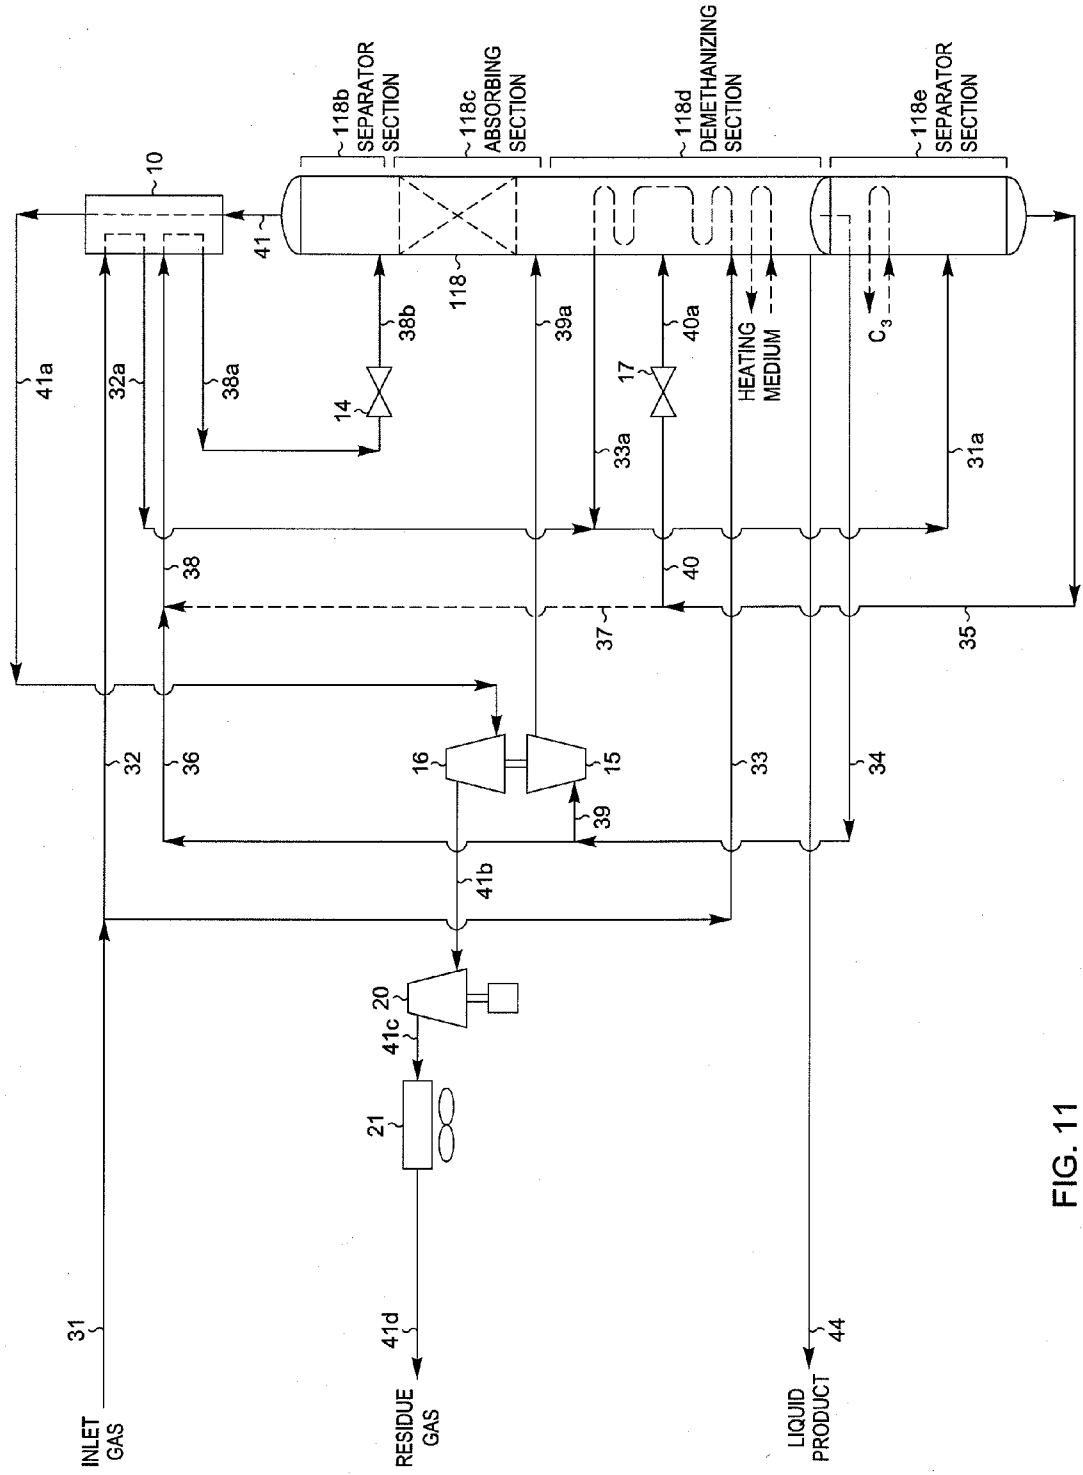 10
41
118
118b
SEPARATOR
SECTION
118c
ABSORBING
SECTION
118d
DEMETHANIZING
SECTION
118e
SEPARATOR
SECTION
41a
32a
38a
14
38b
39a
33a
17
40a
HEATING
MEDIUM
C3
31a
38
40
37
35
32
36
16
15
39
33
34
41b
20
41c
21
31
INLET
GAS
41d
RESIDUE
GAS
44
LIQUID
PRODUCT
FIG. 11